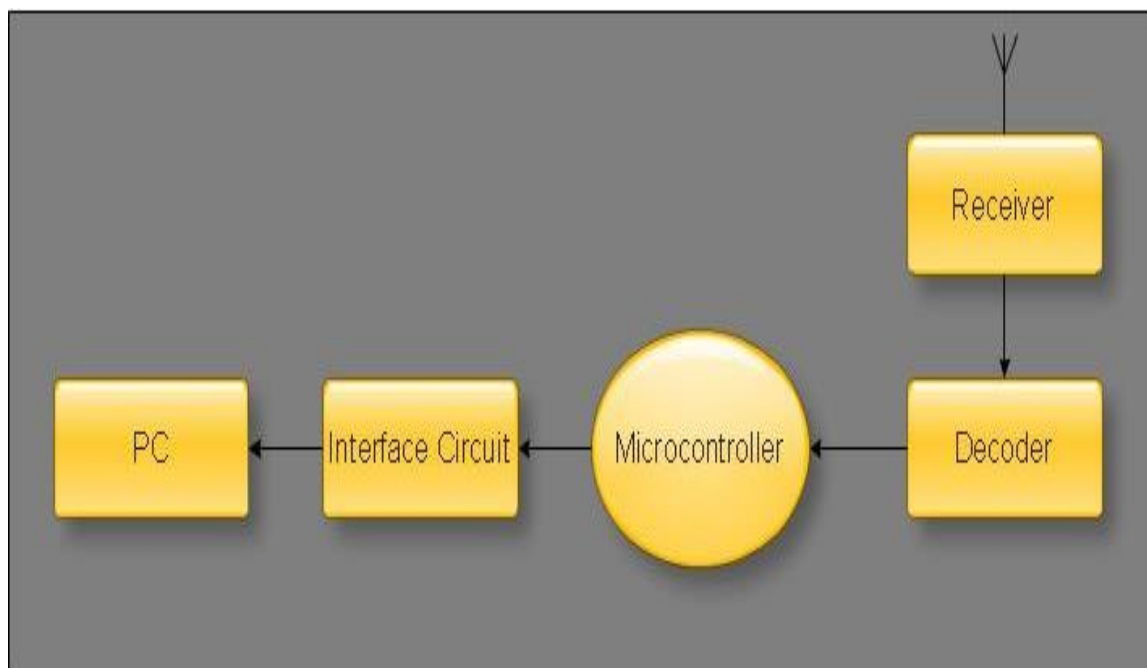 Receiver
PC
Interface Circuit
Microcontroller
Decoder